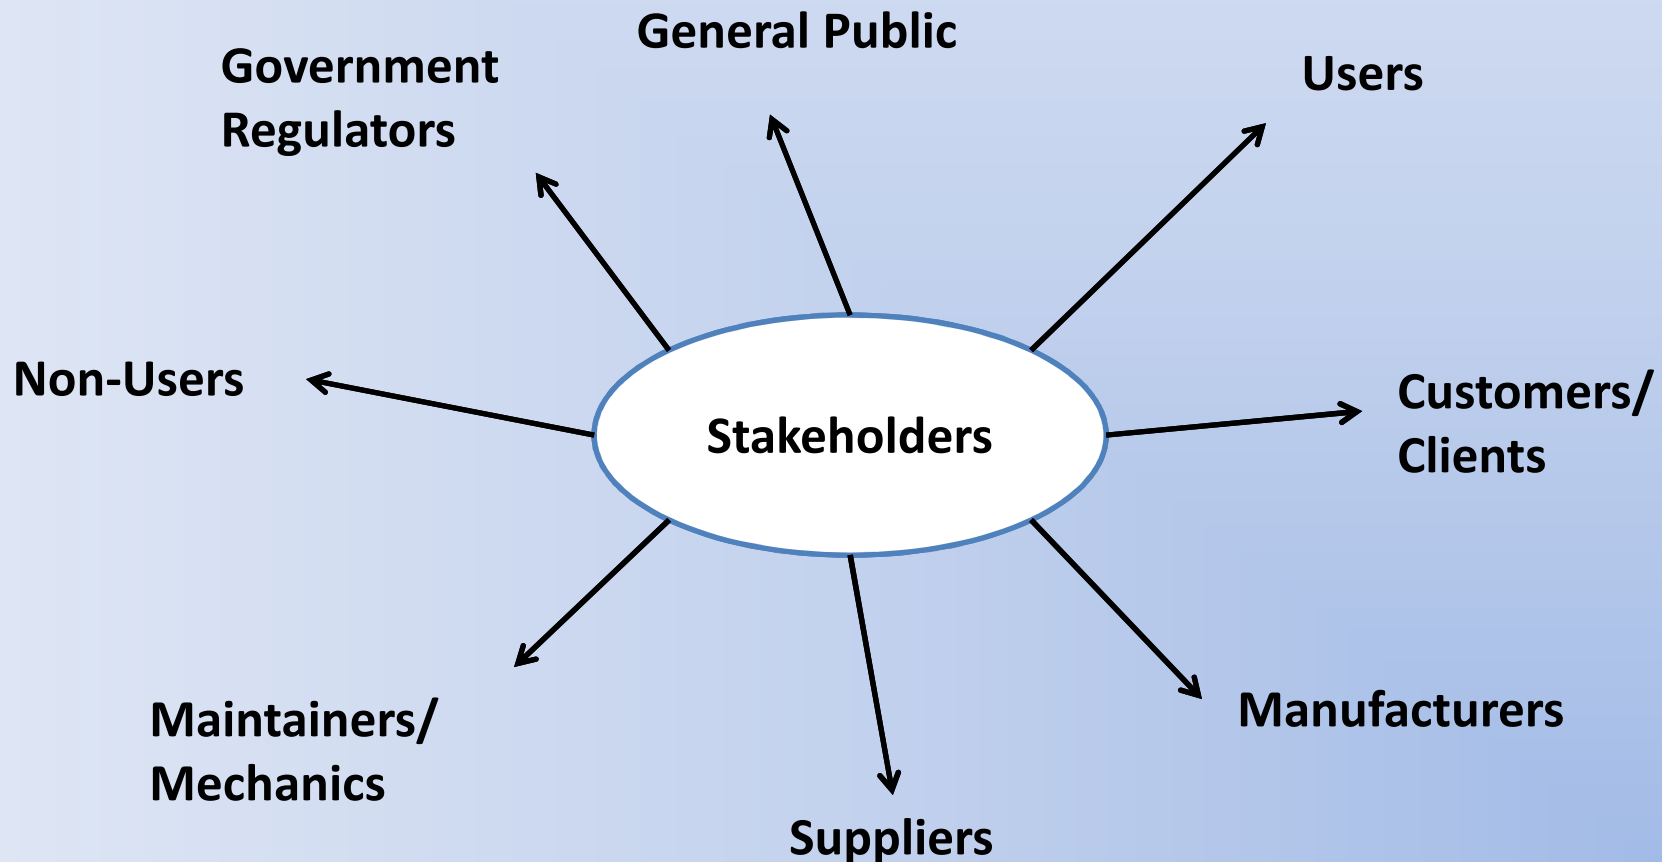 General Public
Government
Regulators
Users
Non-Users
Stakeholders
Customers/
Clients
Maintainers/
Mechanics
Manufacturers
Suppliers